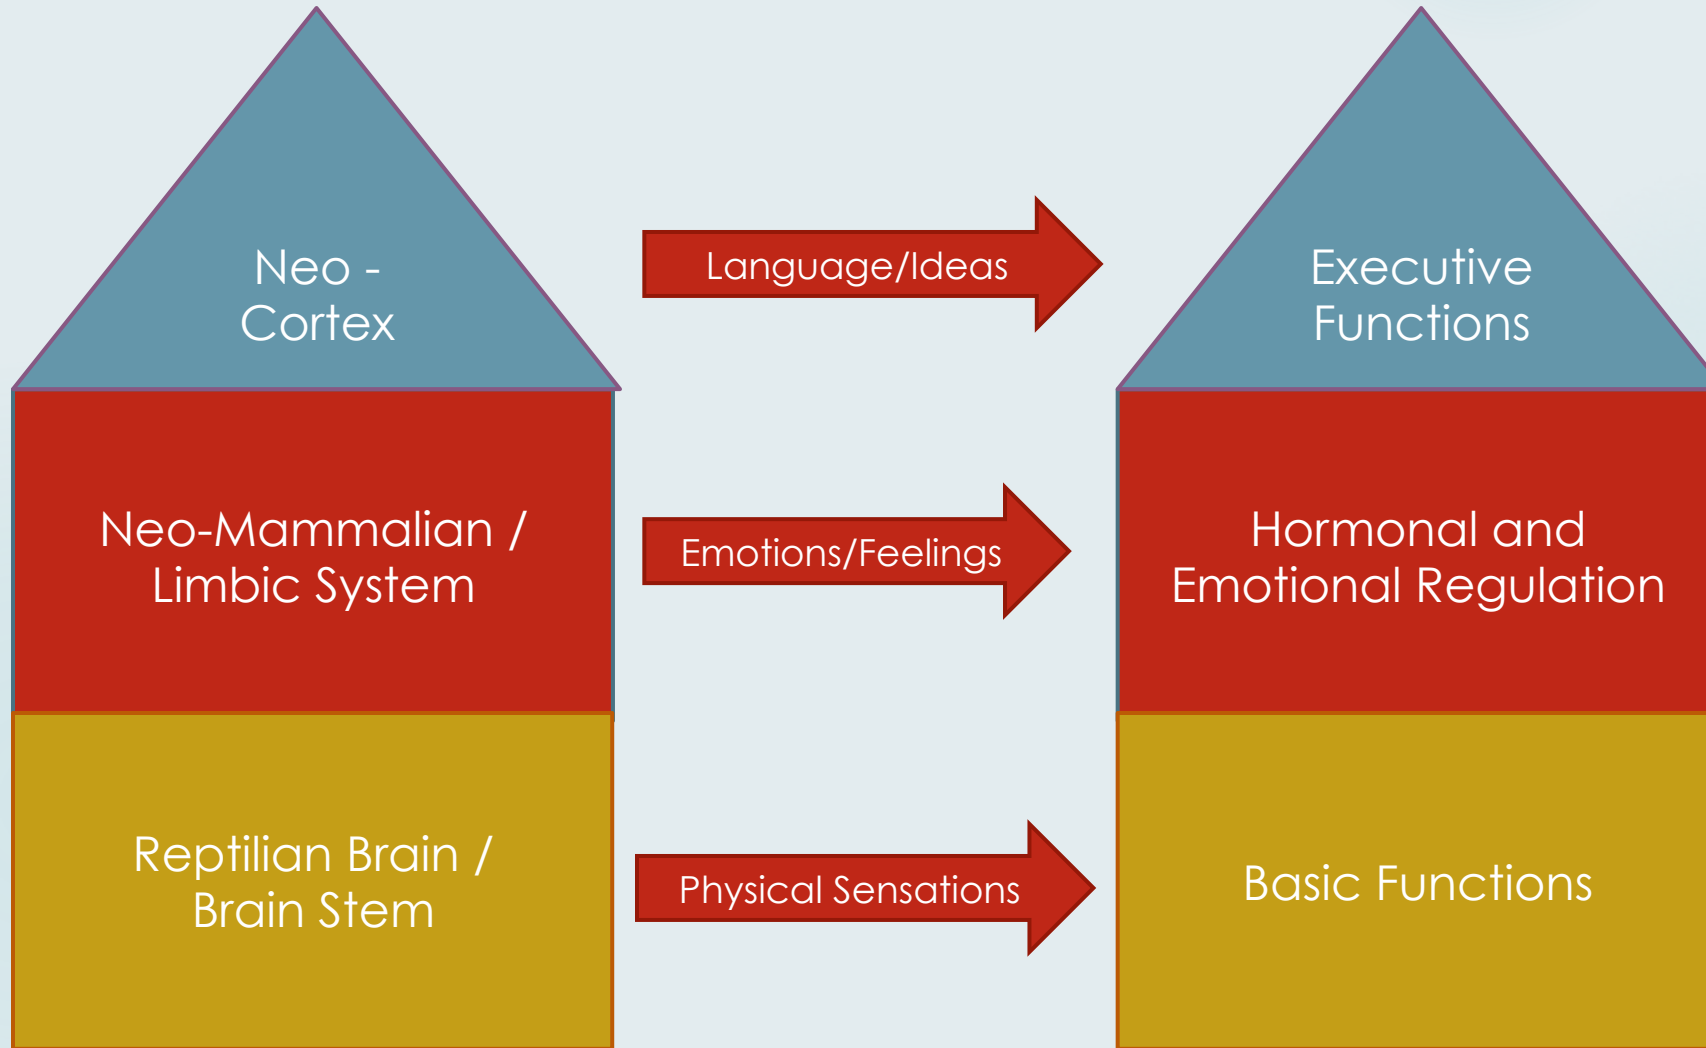 Neo -
Cortex
Language/Ideas
Executive
Functions
Neo-Mammalian /
Limbic System
Emotions/Feelings
Hormonal and
Emotional Regulation
Reptilian Brain /
Brain Stem
Physical Sensations
Basic Functions